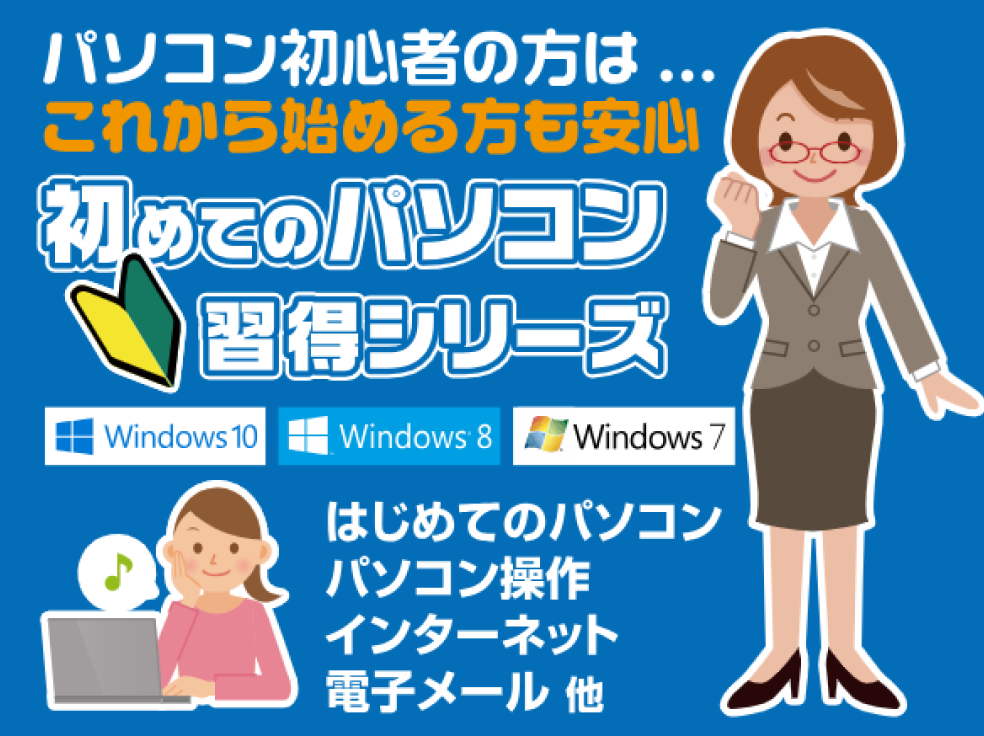 パソコン初心者の方は ...
これから始める方も安心
初めてのパソコン
習得シリーズ
Windows 10 Windows 8 Windows 7
はじめてのパソコン
パソコン操作
インターネット
電子メール 他